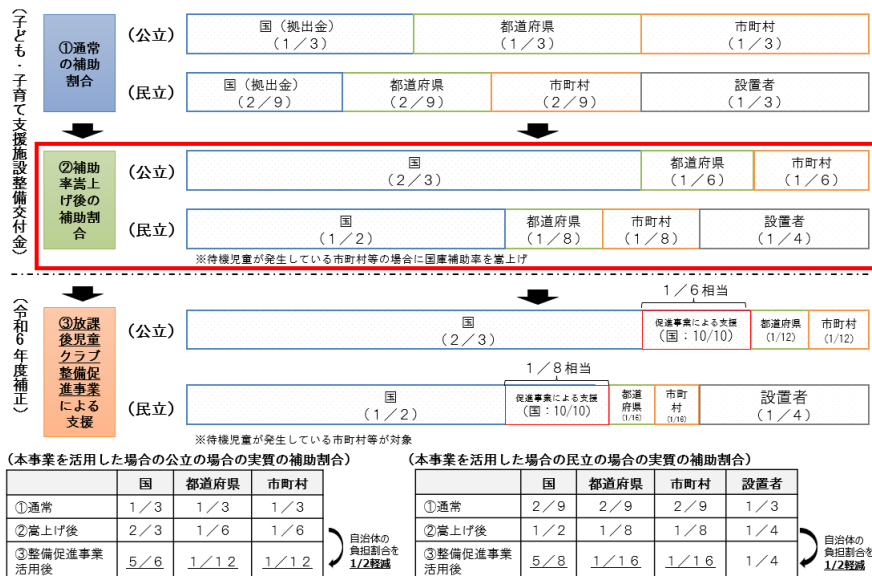 (子ども・子育て支援施設整備交付金)
①通常
の補助
割合
(公立)
国(拠出金)
(1/3)
都道府県
(1/3)
市町村
(1/3)
(民立)
国(拠出金)
(2/9)
都道府県
(2/9)
市町村
(2/9)
設置者
(1/3)
②補助
率嵩上
げ後の
補助割
合
(公立)
国
(2/3)
都道府県
(1/6)
市町村
(1/6)
(民立)
国
(1/2)
都道府県
(1/8)
市町村
(1/8)
設置者
(1/4)
※待機児童が発生している市町村等の場合に国庫補助率を嵩上げ
(令和6年度補正)
③放課
後児童
クラブ
整備促
進事業
による
支援
1/6相当
(公立)
国
(2/3)
促進事業による支援
(国:10/10)
都道府県
(1/12)
市町村
(1/12)
1/8相当
(民立)
国
(1/2)
促進事業による支援
(国:10/10)
都道
府県
(1/16)
市町
村
(1/16)
設置者
(1/4)
※待機児童が発生している市町村等が対象
(本事業を活用した場合の公立の場合の実質の補助割合)
国 都道府県 市町村
①通常 1/3 1/3 1/3
②嵩上げ後 2/3 1/6 1/6
③整備促進事業
活用後 5/6 1/12 1/12
自治体の
負担割合を
1/2軽減
(本事業を活用した場合の民立の場合の実質の補助割合)
国 都道府県 市町村 設置者
①通常 2/9 2/9 2/9 1/3
②嵩上げ後 1/2 1/8 1/8 1/4
③整備促進事業
活用後 5/8 1/16 1/16 1/4
自治体の
負担割合を
1/2軽減